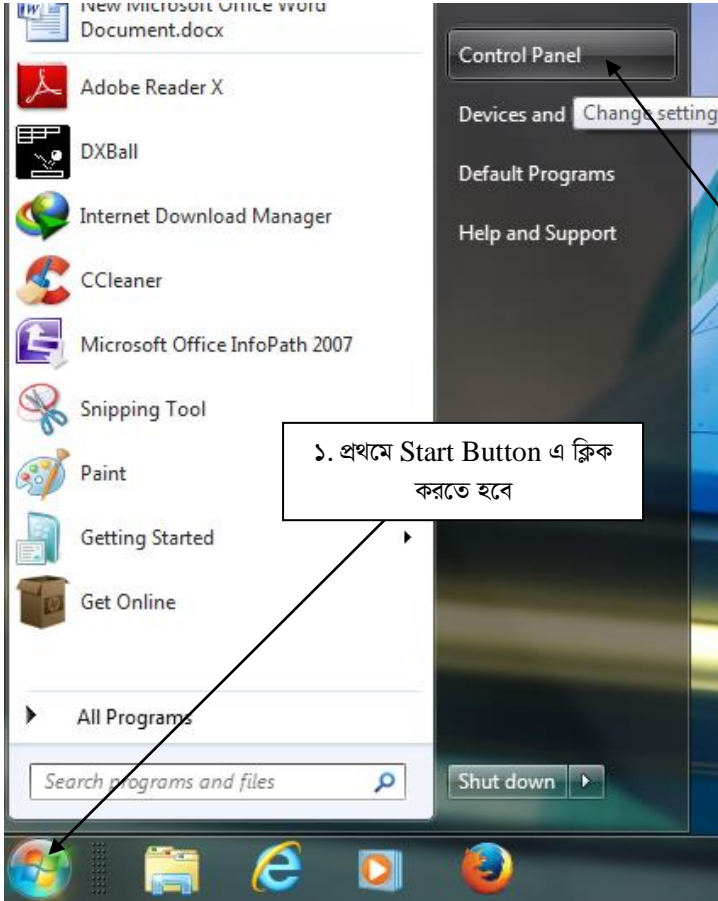 New Microsoft Office Word
Document.docx
Adobe Reader X
DXBall
Internet Download Manager
CCleaner
Microsoft Office InfoPath 2007
Snipping Tool
Paint
Getting Started
Get Online
All Programs
Search programs and files
Control Panel
Devices and
Change setting
Default Programs
Help and Support
১. প্রথমে Start Button এ ক্লিক
করতে হবে
Shut down